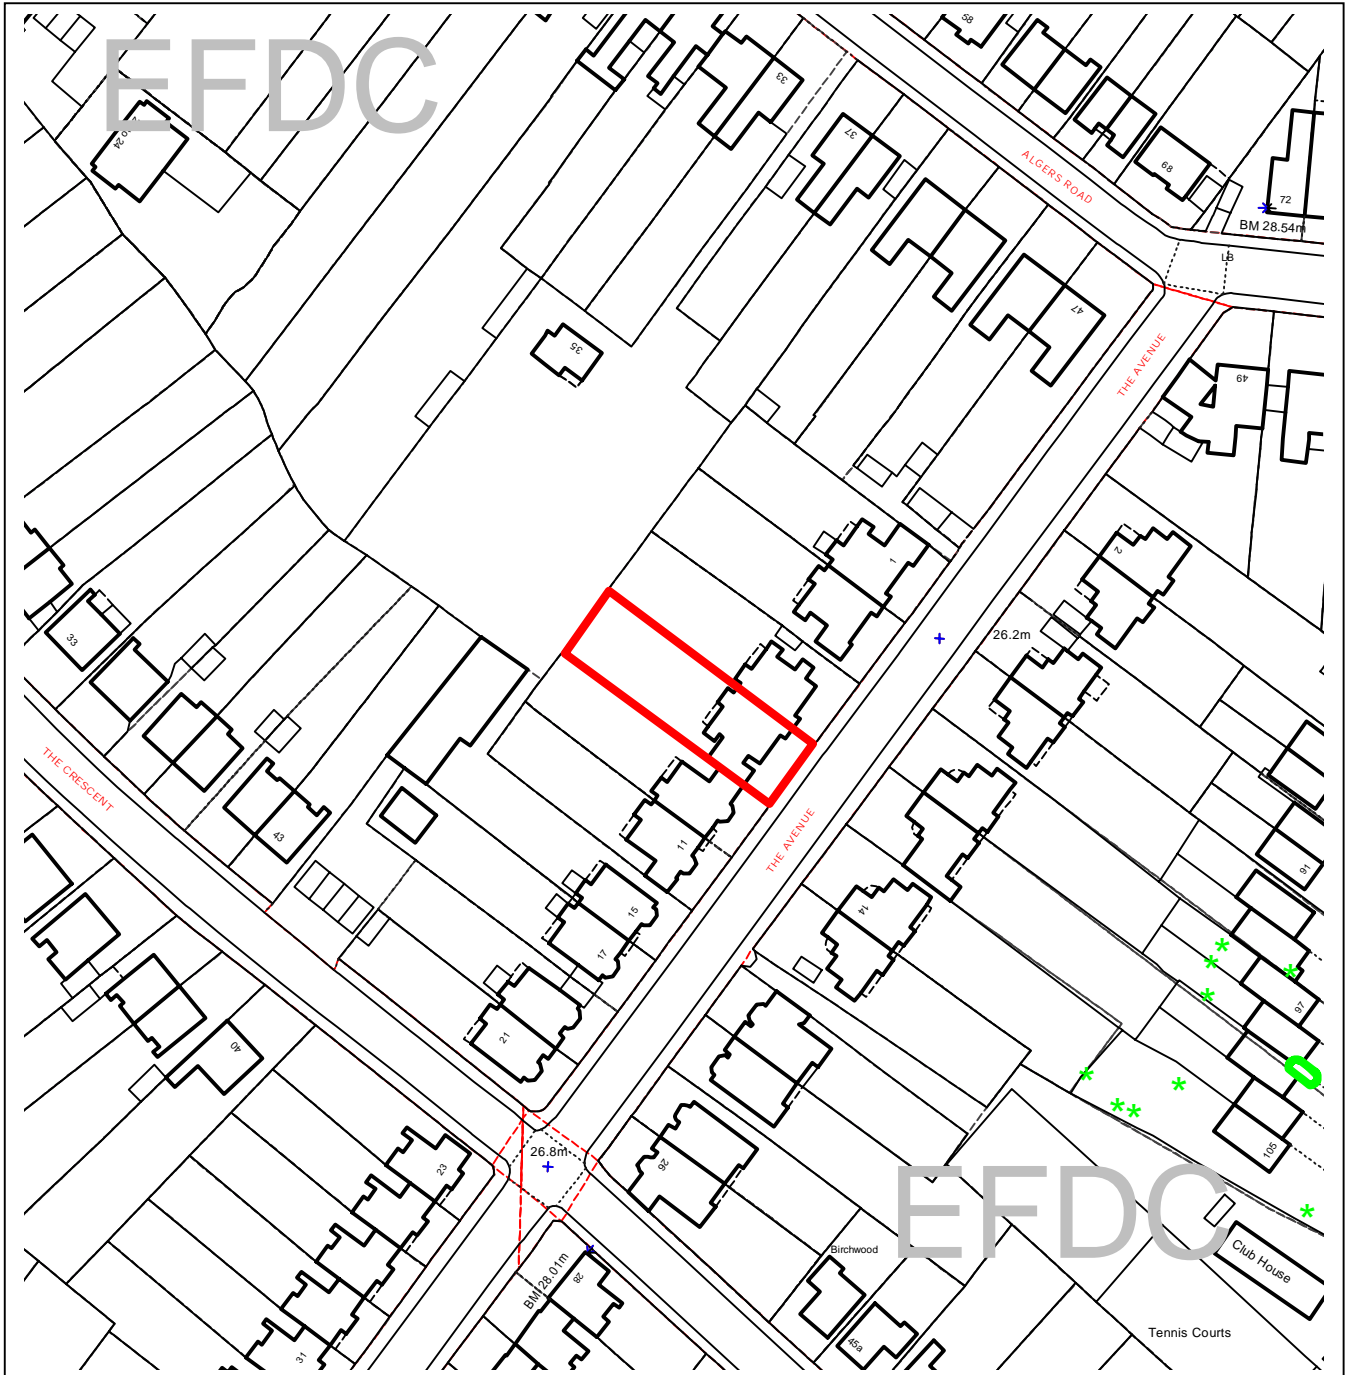 EFDC
58
33
37
68
72
BM 28.54m
ALGERS ROAD
LB
24
35
47
THE AVENUE
49
1
2
26.2m
33
THE CRESCENT
43
11
THE AVENUE
91
15
14
17
97
21
40
105
26.8m
23
26
EFDC
Birchwood
Club House
BM 28.01m
28
45a
Tennis Courts
31